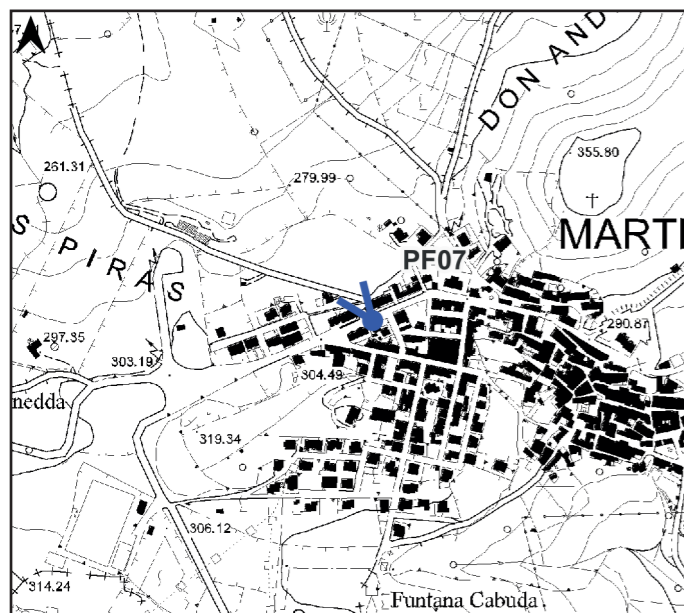 DON AND
261.31
279.99
355.80
S PIRAS
PF07
MARTI
297.35
303.19
290.87
304.49
nedda
319.34
306.12
314.24
Funtana Cabuda